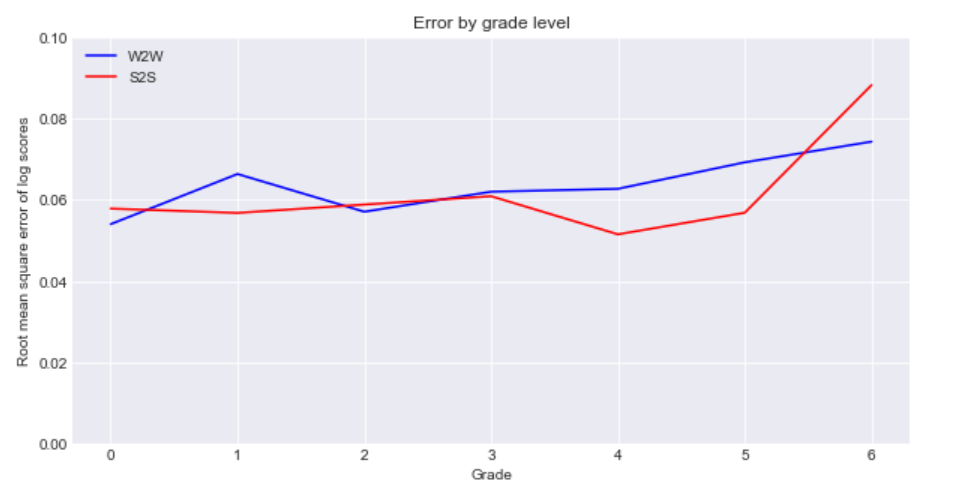 Error by grade level
W2W
S2S
Root mean square error of log scores
0.10
0.08
0.06
0.04
0.02
0.00
0 1 2 3 4 5 6
Grade